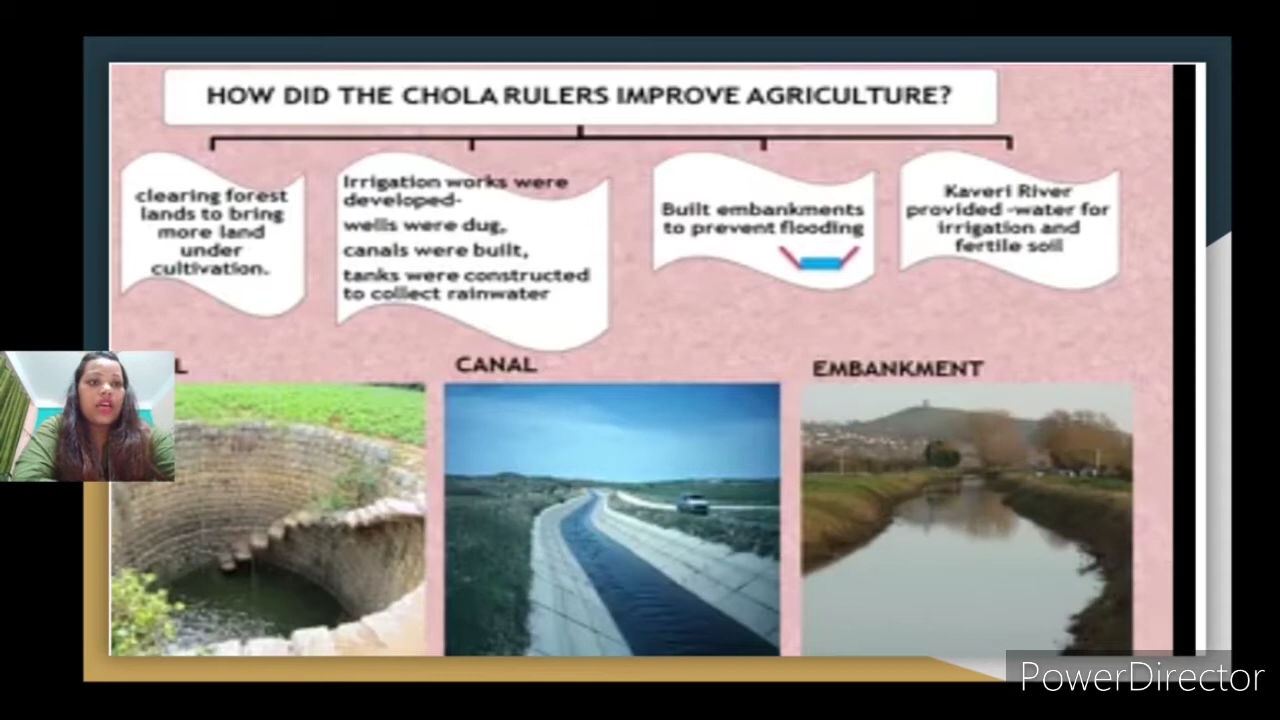 HOW DID THE CHOLA RULERS IMPROVE AGRICULTURE?
clearing forest
lands to bring
more land
under
cultivation.
Irrigation works were
developed-
wells were dug,
canals were built,
tanks were constructed
to collect rainwater
Built embankments
to prevent flooding
Kaveri River
provided -water for
irrigation and
fertile soil
L
CANAL
EMBANKMENT
PowerDirector